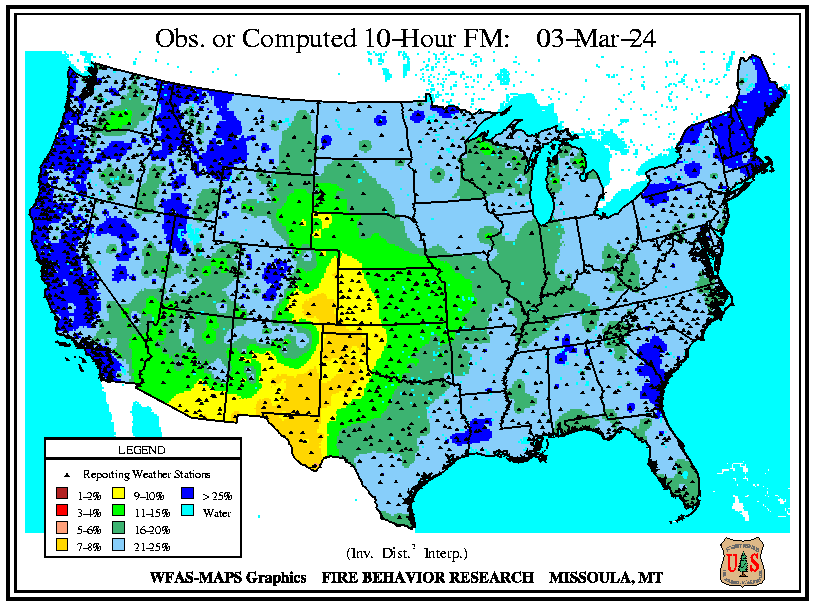 Obs. or Computed 10-Hour FM: 03-Mar-24
LEGEND
Reporting Weather Stations
1-2% 9-10% > 25%
3-4% 11-15% Water
5-6% 16-20%
7-8% 21-25%
(Inv. Dist.² Interp.)
WFAS-MAPS Graphics FIRE BEHAVIOR RESEARCH MISSOULA, MT
U S